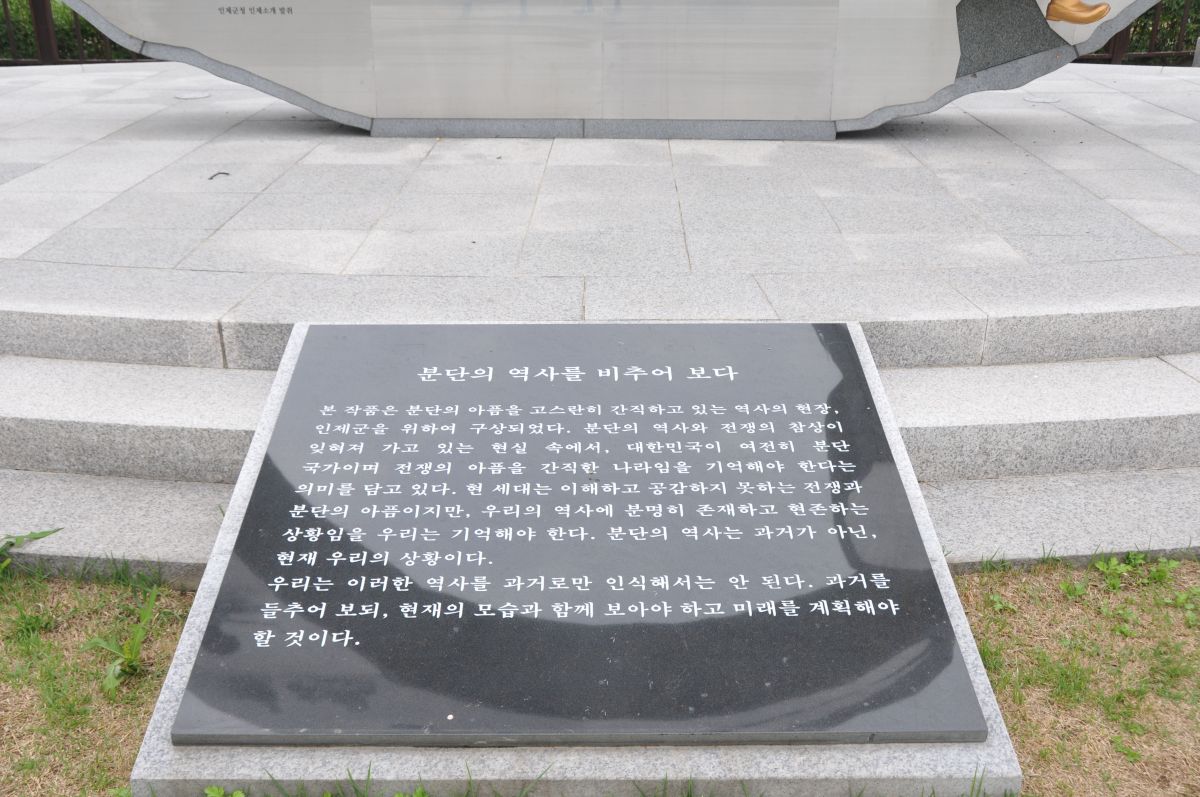 인제군청 인제소개 발췌
분단의 역사를 비추어 보다
본 작품은 분단의 아픔을 고스란히 간직하고 있는 역사의 현장,
인제군을 위하여 구상되었다. 분단의 역사와 전쟁의 참상이
잊혀져 가고 있는 현실 속에서, 대한민국이 여전히 분단
국가이며 전쟁의 아픔을 간직한 나라임을 기억해야 한다는
의미를 담고 있다. 현 세대는 이해하고 공감하지 못하는 전쟁과
분단의 아픔이지만, 우리의 역사에 분명히 존재하고 현존하는
상황임을 우리는 기억해야 한다. 분단의 역사는 과거가 아닌,
현재 우리의 상황이다.
우리는 이러한 역사를 과거로만 인식해서는 안 된다. 과거를
들추어 보되, 현재의 모습과 함께 보아야 하고 미래를 계획해야
할 것이다.